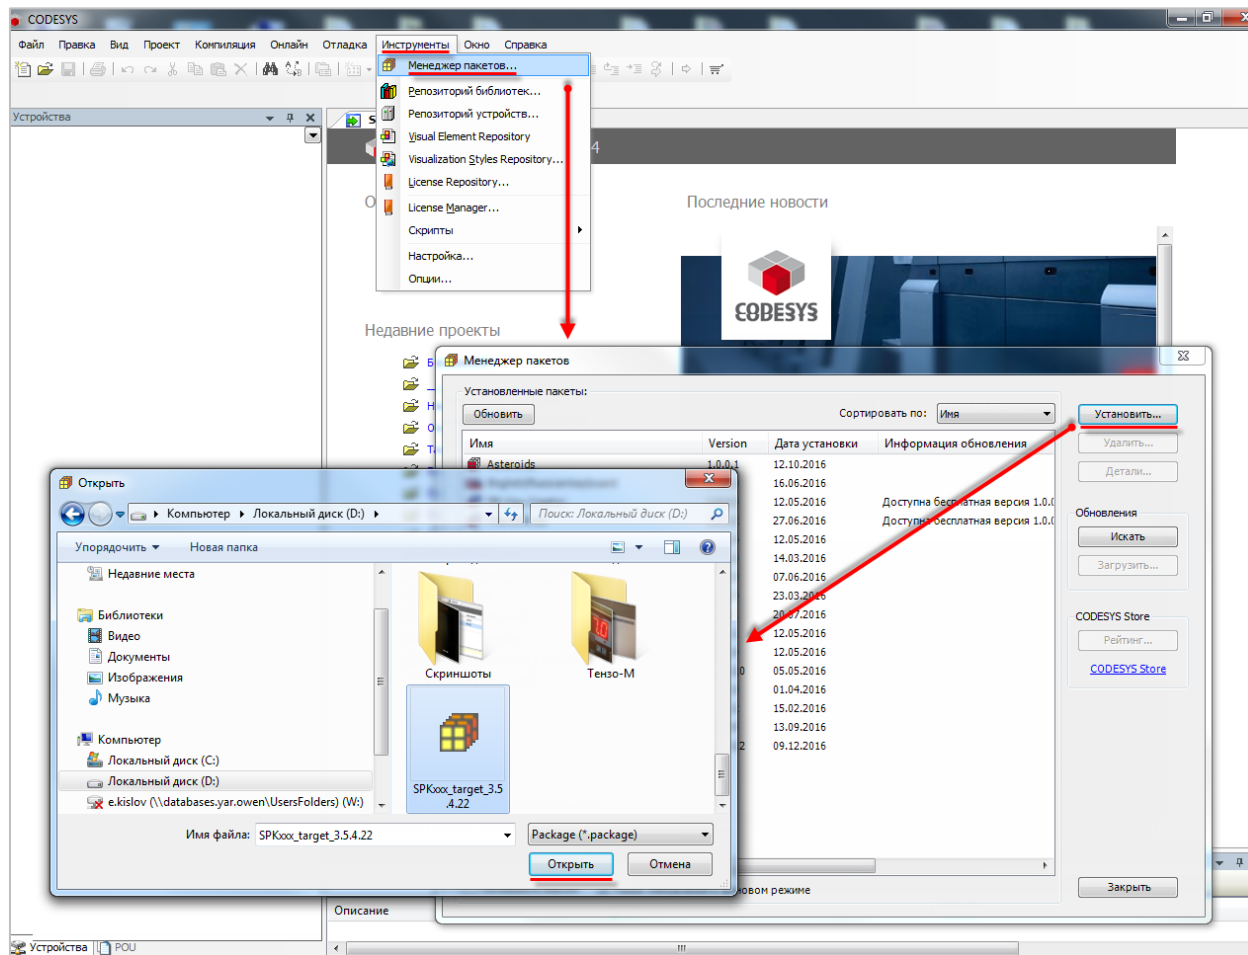 CODESYS
Файл Правка Вид Проект Компиляция Онлайн Отладка Инструменты Окно Справка
Менеджер пакетов...
Репозиторий библиотек...
Репозиторий устройств...
Visual Element Repository
Visualization Styles Repository...
License Repository...
License Manager...
Скрипты
Настройка...
Опции...
Устройства
S
4
О
Последние новости
CODESYS
Недавние проекты
Менеджер пакетов
Установленные пакеты:
Обновить
Сортировать по: Имя
Установить...
Имя Version Дата установки Информация обновления
Удалить...
Asteroids 1.0.0.1 12.10.2016
Детали...
16.06.2016
12.05.2016 Доступна бесплатная версия 1.0.0
27.06.2016 Доступна бесплатная версия 1.0.0
12.05.2016
14.03.2016
07.06.2016
23.03.2016
20.07.2016
12.05.2016
12.05.2016
05.05.2016
01.04.2016
15.02.2016
13.09.2016
09.12.2016
Обновления
Искать
Загрузить...
CODESYS Store
Рейтинг...
CODESYS Store
Закрыть
новом режиме
Открыть
Компьютер Локальный диск (D:)
Поиск: Локальный диск (D:)
Упорядочить Новая папка
Недавние места
Библиотеки
Видео
Документы
Изображения
Музыка
Компьютер
Локальный диск (C:)
Локальный диск (D:)
e.kislov (\\databases.yar.owen\UsersFolders) (W:)
Скриншоты
Тензо-М
SPKxxx_target_3.5
.4.22
Имя файла: SPKxxx_target_3.5.4.22
Package (*.package)
Открыть Отмена
Описание
Устройства POU